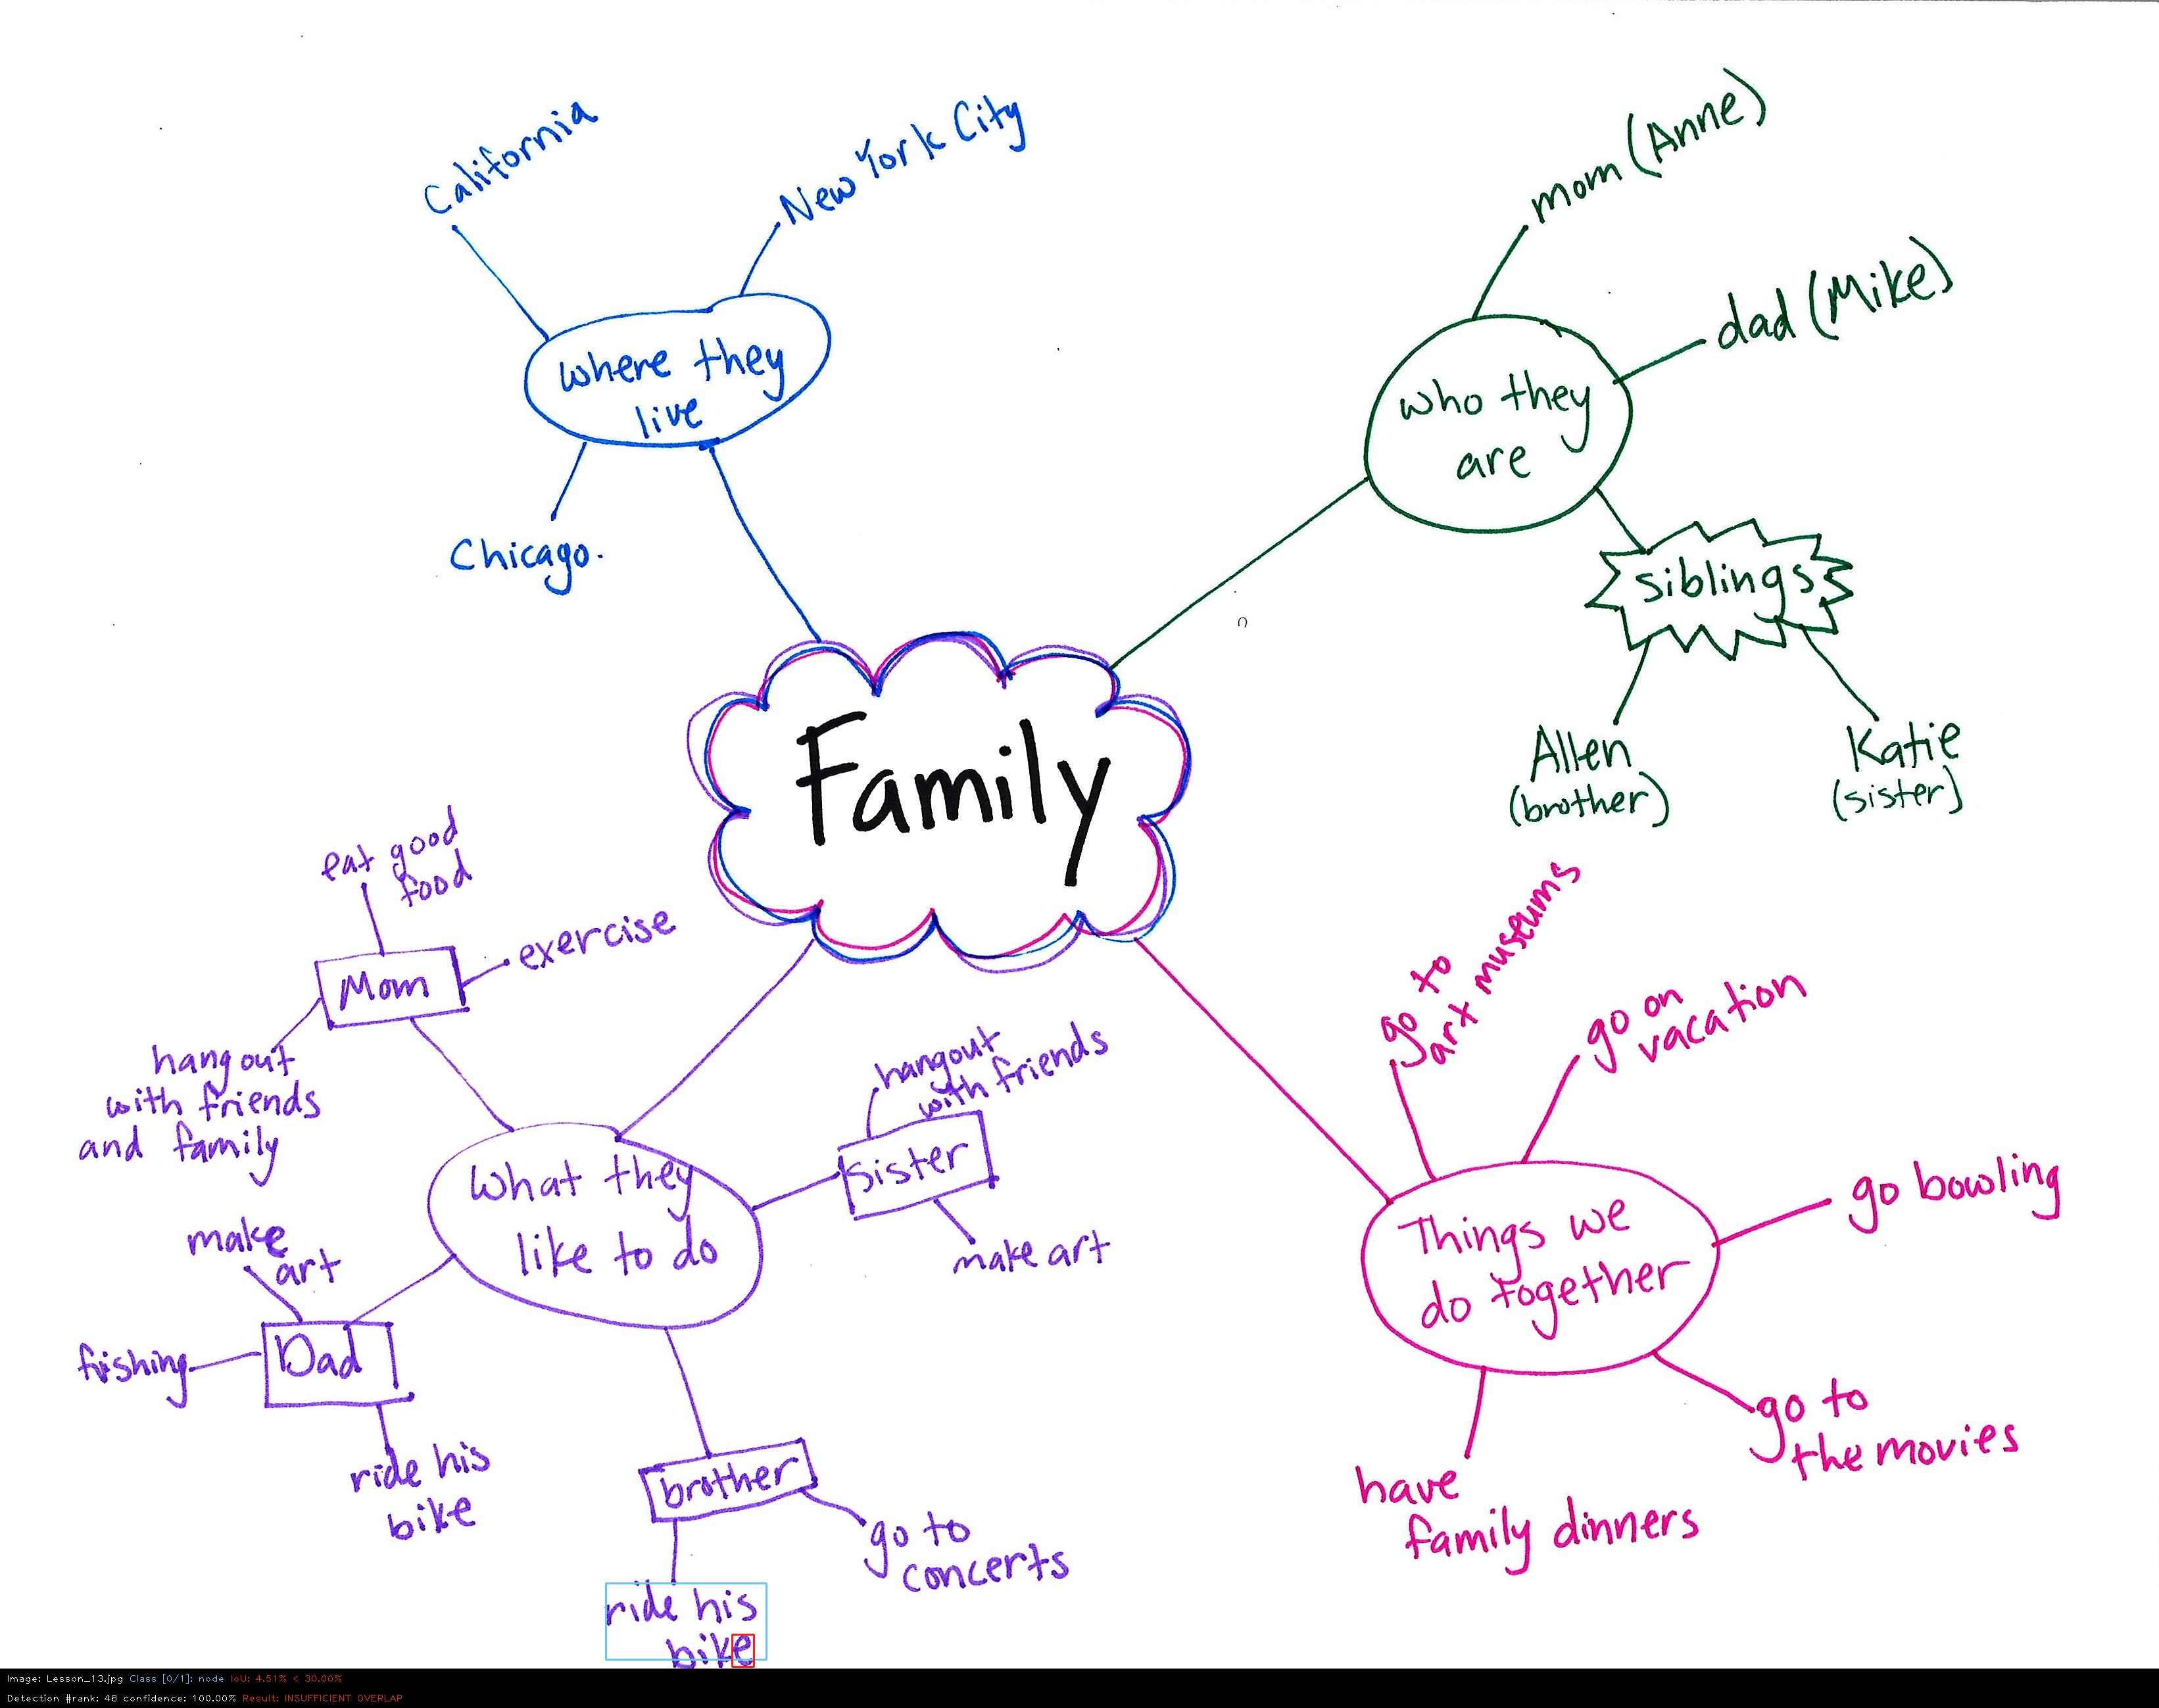 California
New York City
where they
live
Chicago.
mom (Anne)
dad (Mike)
who they
are
siblings
Allen
(brother)
Katie
(sister)
Family
eat good
food
exercise
Mom
hang out
with friends
and family
What they
like to do
hangout
with friends
sister
make art
make
art
Dad
fishing
ride his
bike
brother
go to
concerts
ride his
bike
go to
art museums
go on
vacation
go bowling
Things we
do together
go to
the movies
have
family dinners
Image: Lesson_13.jpg Class [0/1]: node IoU: 4.51% < 30.00%
Detection #rank: 48 confidence: 100.00% Result: INSUFFICIENT OVERLAP